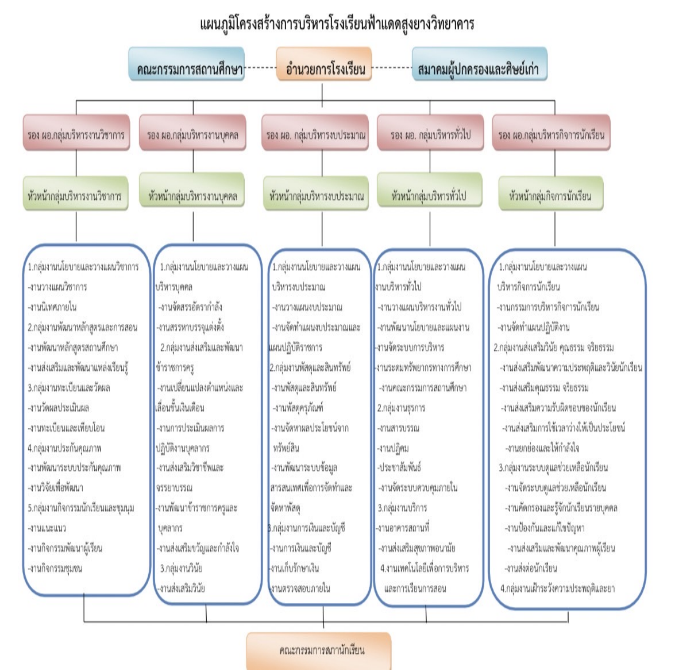 แผนภูมิโครงสร้างการบริหารโรงเรียนฟ้าแดดสูงยางวิทยาคาร
คณะกรรมการสถานศึกษา
อำนวยการโรงเรียน
สมาคมผู้ปกครองและศิษย์เก่า
รอง ผอ.กลุ่มบริหารงานวิชาการ
รอง ผอ.กลุ่มบริหารงานบุคคล
รอง ผอ. กลุ่มบริหารงบประมาณ
รอง ผอ. กลุ่มบริหารทั่วไป
รอง ผอ.กลุ่มบริหารกิจการนักเรียน
หัวหน้ากลุ่มบริหารงานวิชาการ
หัวหน้ากลุ่มบริหารงานบุคคล
หัวหน้ากลุ่มบริหารงบประมาณ
หัวหน้ากลุ่มบริหารทั่วไป
หัวหน้ากลุ่มกิจการนักเรียน
1.กลุ่มงานนโยบายและวางแผนวิชาการ
-งานวางแผนวิชาการ
-งานนิเทศภายใน
2.กลุ่มงานพัฒนาหลักสูตรและการสอน
-งานพัฒนาหลักสูตรสถานศึกษา
-งานส่งเสริมและพัฒนาแหล่งเรียนรู้
3.กลุ่มงานทะเบียนและวัดผล
-งานวัดผลประเมินผล
-งานทะเบียนและเทียบโอน
4.กลุ่มงานประกันคุณภาพ
-งานพัฒนาระบบประกันคุณภาพ
-งานวิจัยเพื่อพัฒนา
5.กลุ่มงานกิจกรรมนักเรียนและชุมนุม
-งานแนะแนว
-งานกิจกรรมพัฒนาผู้เรียน
-งานกิจกรรมชุมชน
1.กลุ่มงานนโยบายและวางแผน
บริหารบุคคล
-งานจัดสรรอัตรากำลัง
-งานสรรหาบรรจุแต่งตั้ง
2.กลุ่มงานส่งเสริมและพัฒนา
ข้าราชการครู
-งานเปลี่ยนแปลงตำแหน่งและ
เลื่อนขั้นเงินเดือน
-งานการประเมินผลการ
ปฏิบัติงานบุคลากร
-งานส่งเสริมวิชาชีพและ
จรรยาบรรณ
-งานพัฒนาข้าราชการครูและ
บุคลากร
-งานส่งเสริมขวัญและกำลังใจ
3.กลุ่มงานวินัย
-งานส่งเสริมวินัย
1.กลุ่มงานนโยบายและวางแผน
บริหารงบประมาณ
-งานวางแผนงบประมาณ
-งานจัดทำแผนงบประมาณและ
แผนปฏิบัติราชการ
2.กลุ่มงานพัสดุและสินทรัพย์
-งานพัสดุและสินทรัพย์
-งานพัสดุครุภัณฑ์
-งานจัดหาผลประโยชน์จาก
ทรัพย์สิน
-งานพัฒนาระบบข้อมูล
สารสนเทศเพื่อการจัดทำและ
จัดหาพัสดุ
3.กลุ่มงานการเงินและบัญชี
-งานการเงินและบัญชี
-งานเก็บรักษาเงิน
-งานตรวจสอบภายใน
1.กลุ่มงานนโยบายและวางแผน
งานบริหารทั่วไป
-งานวางแผนบริหารงานทั่วไป
-งานพัฒนานโยบายและแผนงาน
-งานจัดระบบการบริหาร
-งานระดมทรัพยากรทางการศึกษา
-งานคณะกรรมการสถานศึกษา
2.กลุ่มงานธุรการ
-งานสารบรรณ
-งานปฏิคม
-ประชาสัมพันธ์
-งานจัดระบบควบคุมภายใน
3.กลุ่มงานบริการ
-งานอาคารสถานที่
-งานส่งเสริมสุขภาพอนามัย
4.งานเทคโนโลยีเพื่อการบริหาร
และการเรียนการสอน
1.กลุ่มงานนโยบายและวางแผน
บริหารกิจการนักเรียน
-งานกรรมการบริหารกิจการนักเรียน
-งานจัดทำแผนปฏิบัติงาน
2.กลุ่มงานส่งเสริมวินัย คุณธรรม จริยธรรม
-งานส่งเสริมพัฒนาความประพฤติและวินัยนักเรียน
-งานส่งเสริมคุณธรรม จริยธรรม
-งานส่งเสริมความรับผิดชอบของนักเรียน
-งานส่งเสริมการใช้เวลาว่างให้เป็นประโยชน์
-งานยกย่องและให้กำลังใจ
3.กลุ่มงานระบบดูแลช่วยเหลือนักเรียน
-งานจัดระบบดูแลช่วยเหลือนักเรียน
-งานคัดกรองและรู้จักนักเรียนรายบุคคล
-งานป้องกันและแก้ไขปัญหา
-งานส่งเสริมและพัฒนาคุณภาพผู้เรียน
-งานส่งต่อนักเรียน
4.กลุ่มงานเฝ้าระวังความประพฤติและยา
คณะกรรมการสภานักเรียน